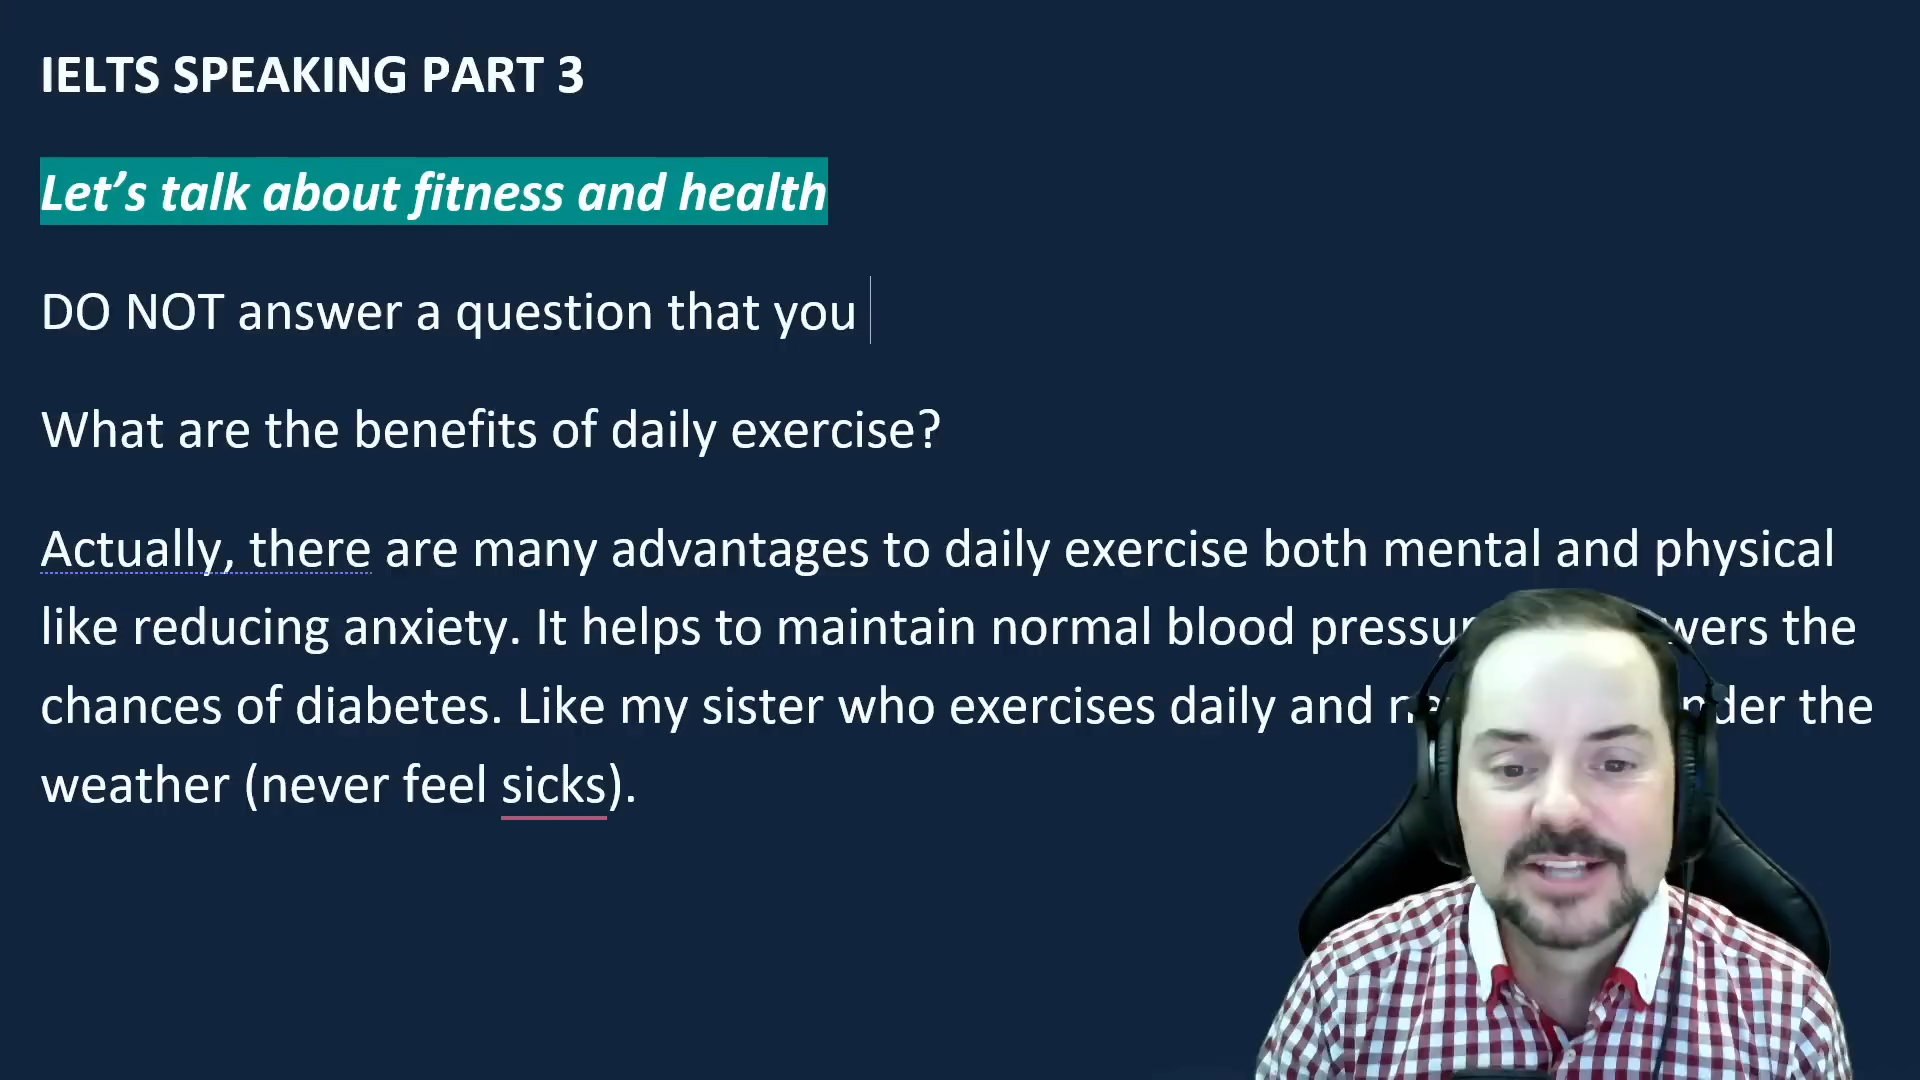 IELTS SPEAKING PART 3
Let’s talk about fitness and health
DO NOT answer a question that you
What are the benefits of daily exercise?
Actually, there are many advantages to daily exercise both mental and physical
like reducing anxiety. It helps to maintain normal blood the
chances of diabetes. Like my sister who exercises daily and the
weather (never feel sicks).